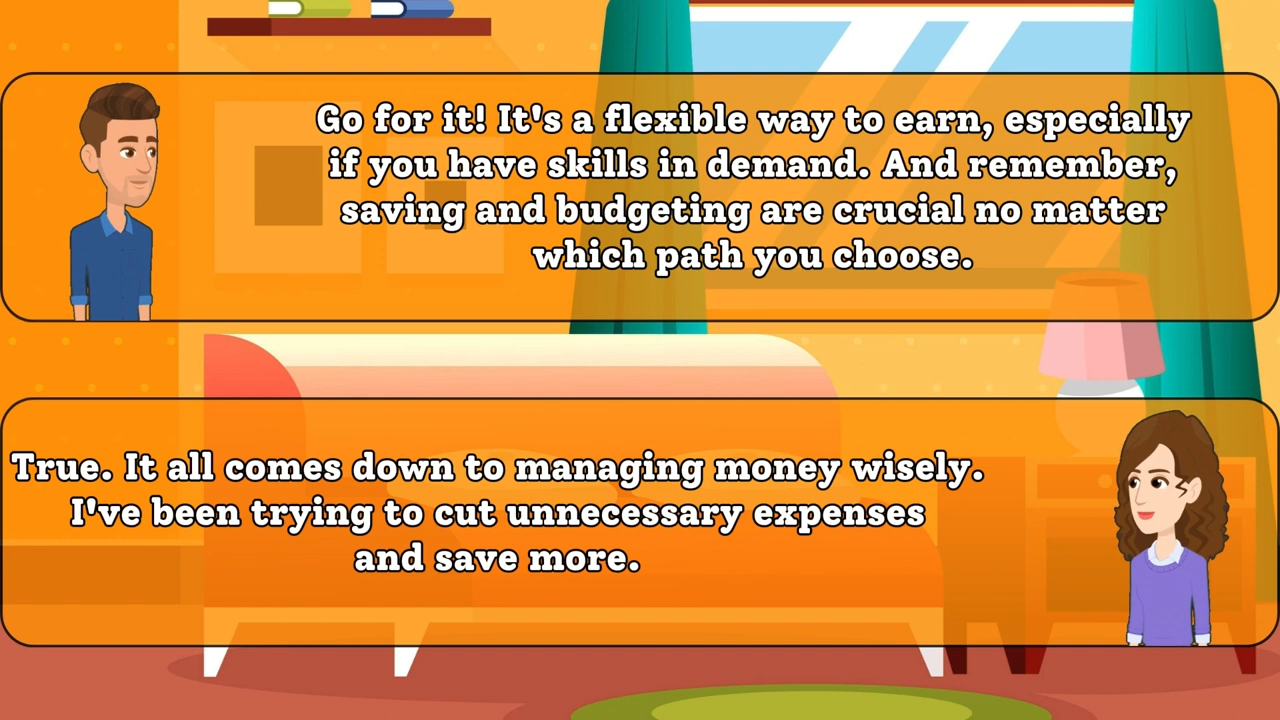 Go for it! It's a flexible way to earn, especially
if you have skills in demand. And remember,
saving and budgeting are crucial no matter
which path you choose.
True. It all comes down to managing money wisely.
I've been trying to cut unnecessary expenses
and save more.